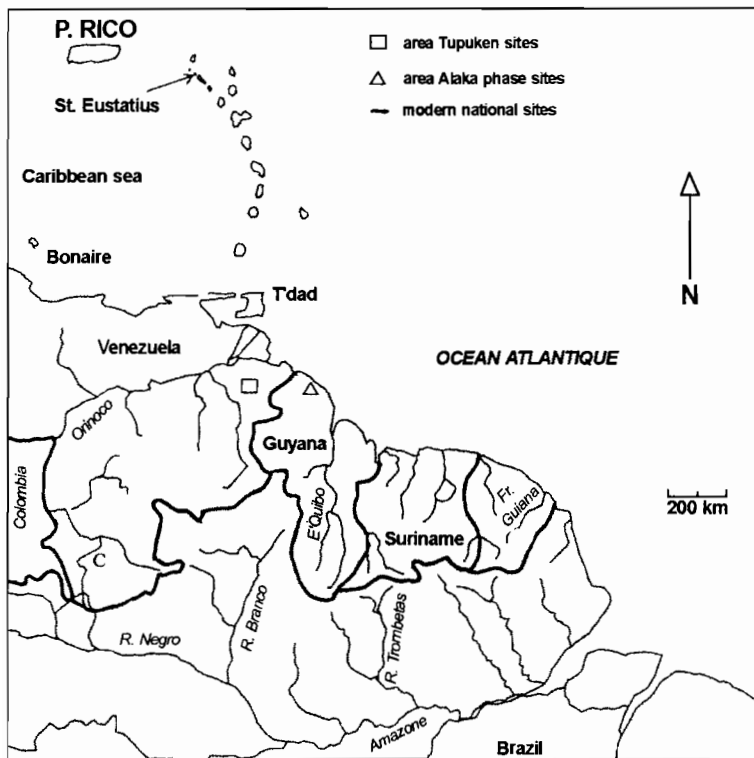 P. RICO
area Tupuken sites
area Alaka phase sites
modern national sites
St. Eustatius
Caribbean sea
Bonaire
N
T'dad
Venezuela
OCEAN ATLANTIQUE
Orinoco
Guyana
Colombia
E'Quibo
Fr.
Guiana
200 km
Suriname
C
R. Negro
R. Branco
R. Trombetas
Amazone
Brazil